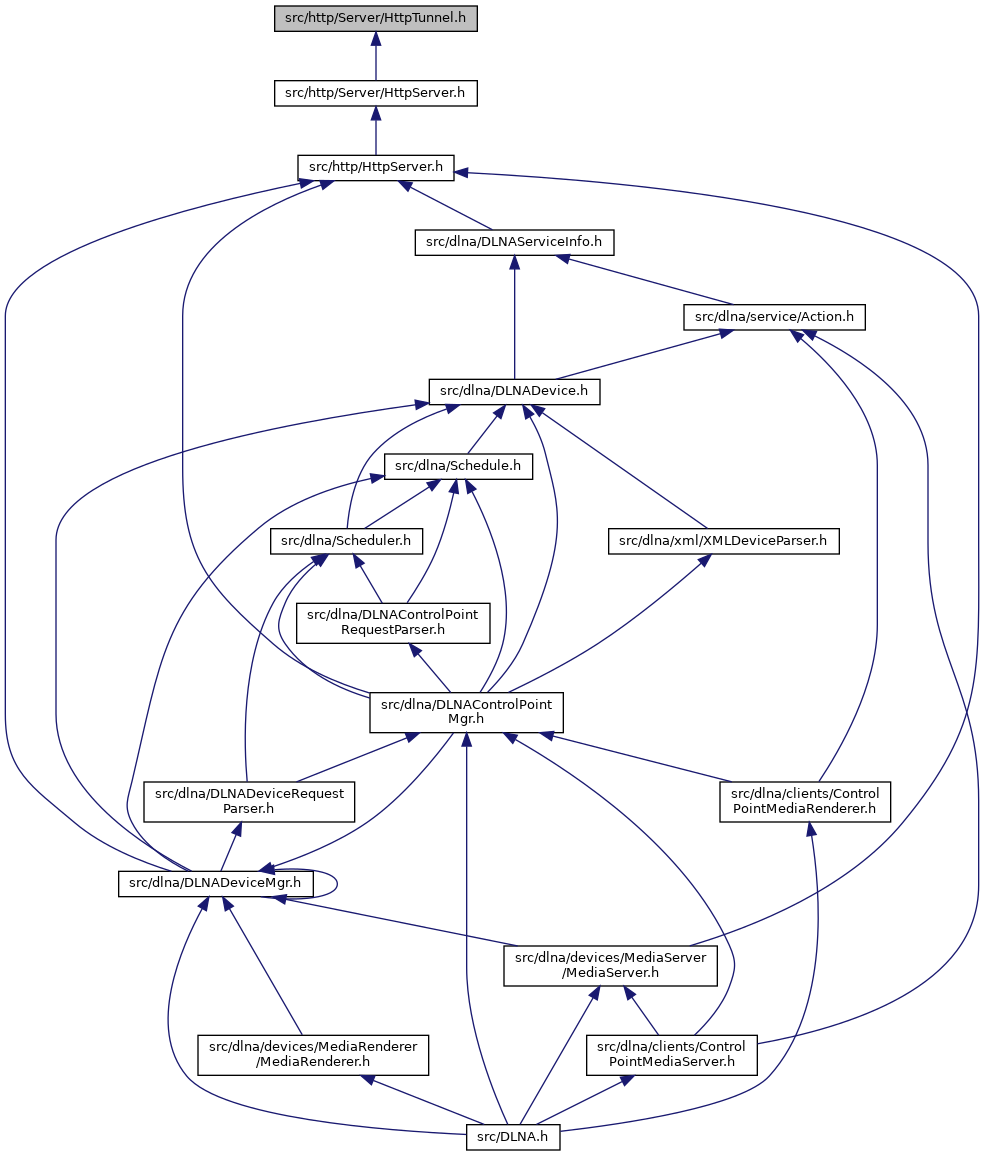 src/http/Server/HttpTunnel.h
src/http/Server/HttpServer.h
src/http/HttpServer.h
src/dlna/DLNAServiceInfo.h
src/dlna/service/Action.h
src/dlna/DLNADevice.h
src/dlna/Schedule.h
src/dlna/Scheduler.h
src/dlna/xml/XMLDeviceParser.h
src/dlna/DLNAControlPoint
RequestParser.h
src/dlna/DLNAControlPoint
Mgr.h
src/dlna/DLNADeviceRequest
Parser.h
src/dlna/clients/Control
PointMediaRenderer.h
src/dlna/DLNADeviceMgr.h
src/dlna/devices/MediaServer
/MediaServer.h
src/dlna/devices/MediaRenderer
/MediaRenderer.h
src/dlna/clients/Control
PointMediaServer.h
src/DLNA.h